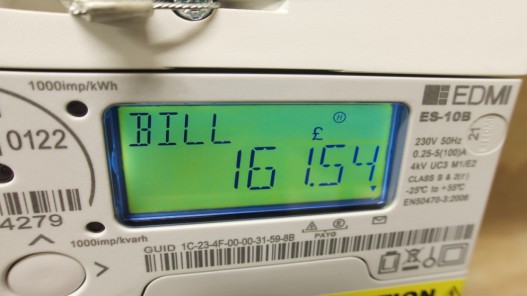 1000imp/kWh
EDMI
ES-10B
BILL
£
H
161.54
0122
21
230V 50Hz
0.25-5(100)A
4kV UC3 M1/E2
CLASS B & 2(I)
-25℃ to +55℃
EN50470-3:2006
4279
1000imp/kvarh
PAYG
GUID 1C-23-4F-00-00-31-59-8B